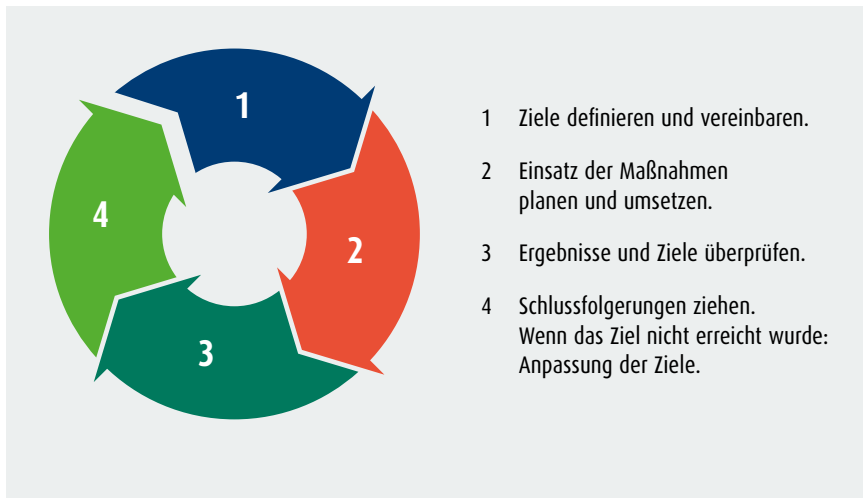 1
2
3
4
1 Ziele definieren und vereinbaren.
2 Einsatz der Maßnahmen
planen und umsetzen.
3 Ergebnisse und Ziele überprüfen.
4 Schlussfolgerungen ziehen.
Wenn das Ziel nicht erreicht wurde:
Anpassung der Ziele.